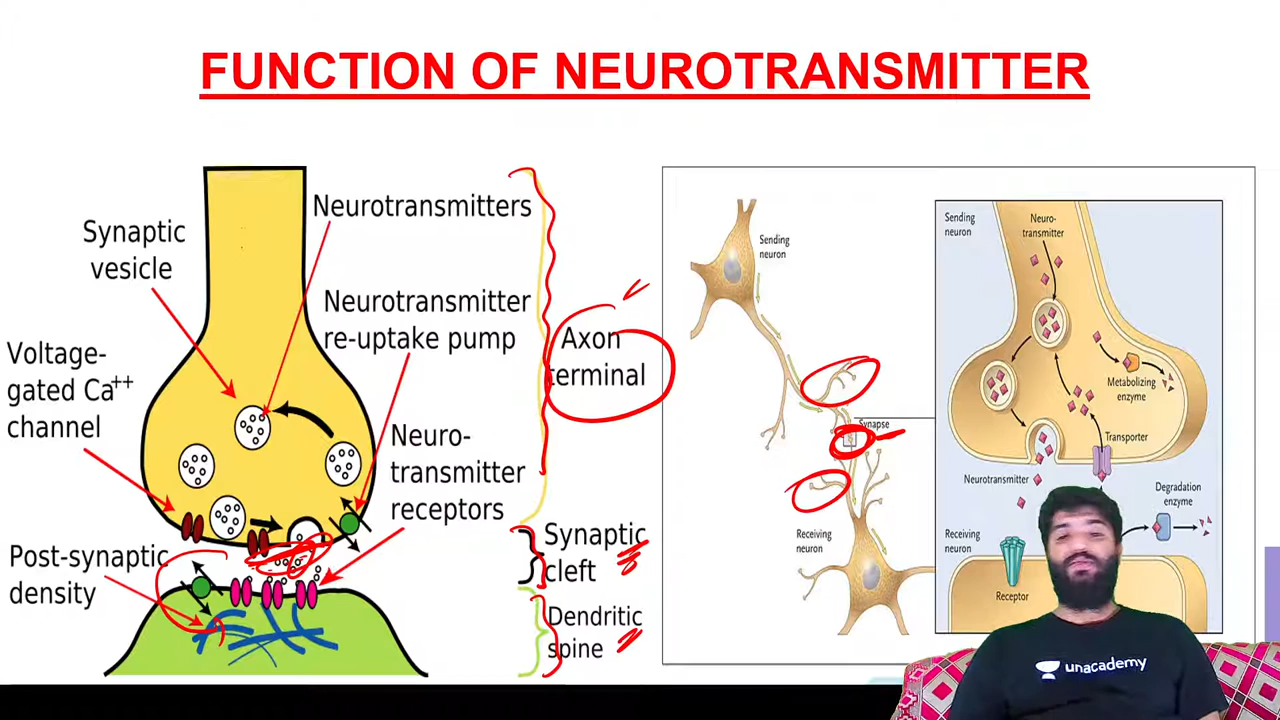 FUNCTION OF NEUROTRANSMITTER
Synaptic
vesicle
Neurotransmitters
Neurotransmitter
re-uptake pump
Voltage-
gated Ca++
channel
Neuro-
transmitter
receptors
Post-synaptic
density
Axon
terminal
Synaptic
cleft
Dendritic
spine
Sending
neuron
Synapse
Receiving
neuron
Sending
neuron
Neuro-
transmitter
Metabolizing
enzyme
Transporter
Neurotransmitter
Degradation
enzyme
Receiving
neuron
Receptor
unacademy